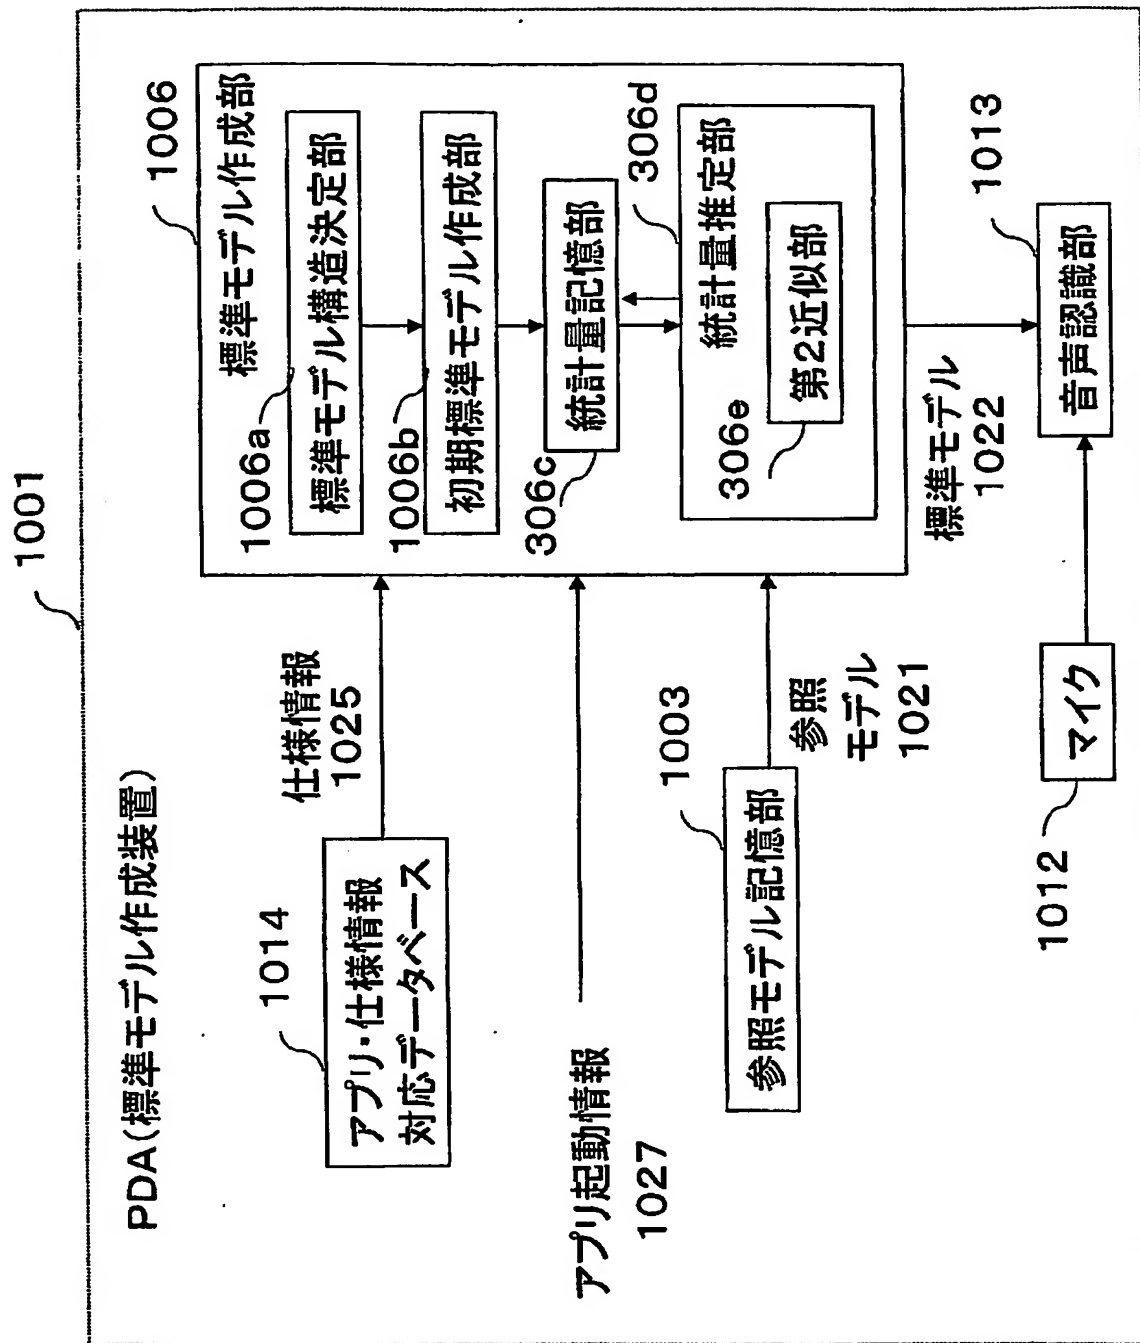 1001
PDA(標準モデル作成装置)
1014
アプリ・仕様情報
対応データベース
仕様情報
1025
アプリ起動情報
1027
1003
参照モデル記憶部
参照
モデル
1021
1006
標準モデル作成部
1006a
標準モデル構造決定部
1006b
初期標準モデル作成部
306c
統計量記憶部
306d
統計量推定部
306e
第2近似部
標準モデル
1022
1012
マイク
1013
音声認識部